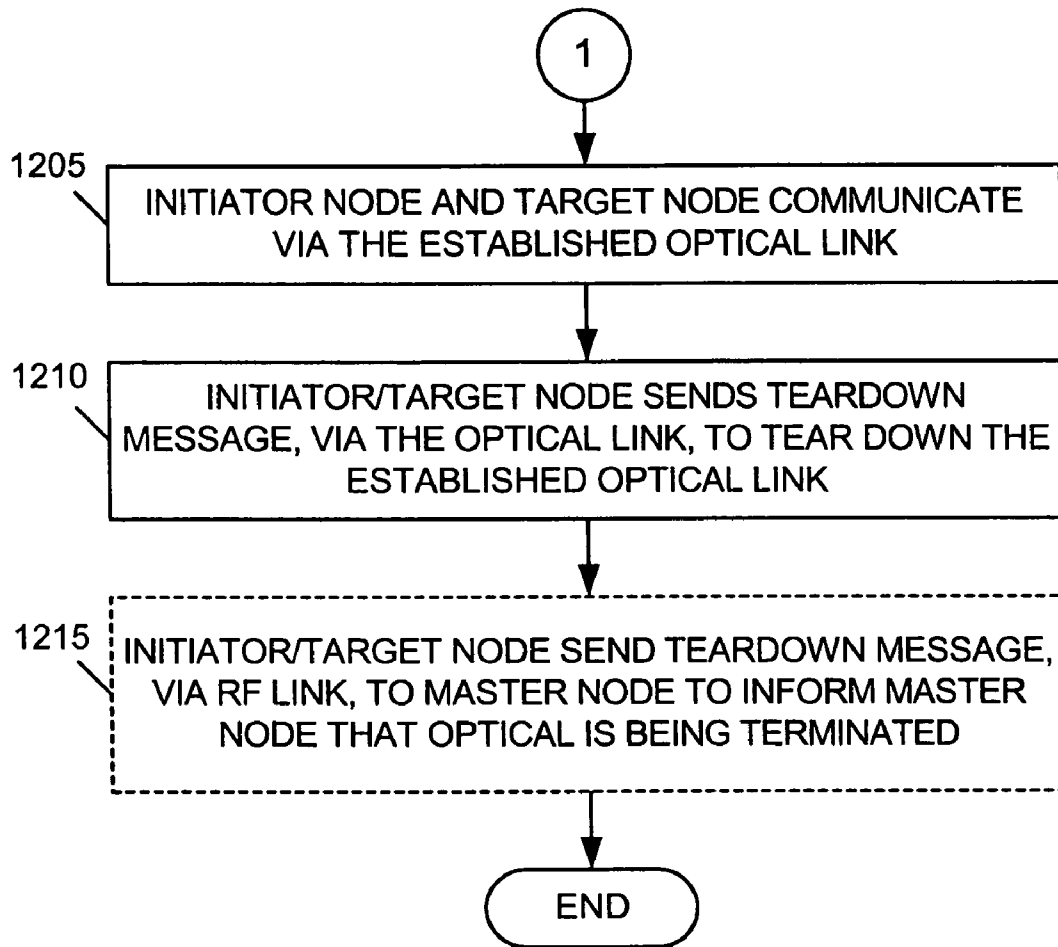 1
1205
INITIATOR NODE AND TARGET NODE COMMUNICATE
VIA THE ESTABLISHED OPTICAL LINK
1210
INITIATOR/TARGET NODE SENDS TEARDOWN
MESSAGE, VIA THE OPTICAL LINK, TO TEAR DOWN THE
ESTABLISHED OPTICAL LINK
1215
INITIATOR/TARGET NODE SEND TEARDOWN MESSAGE,
VIA RF LINK, TO MASTER NODE TO INFORM MASTER
NODE THAT OPTICAL IS BEING TERMINATED
END